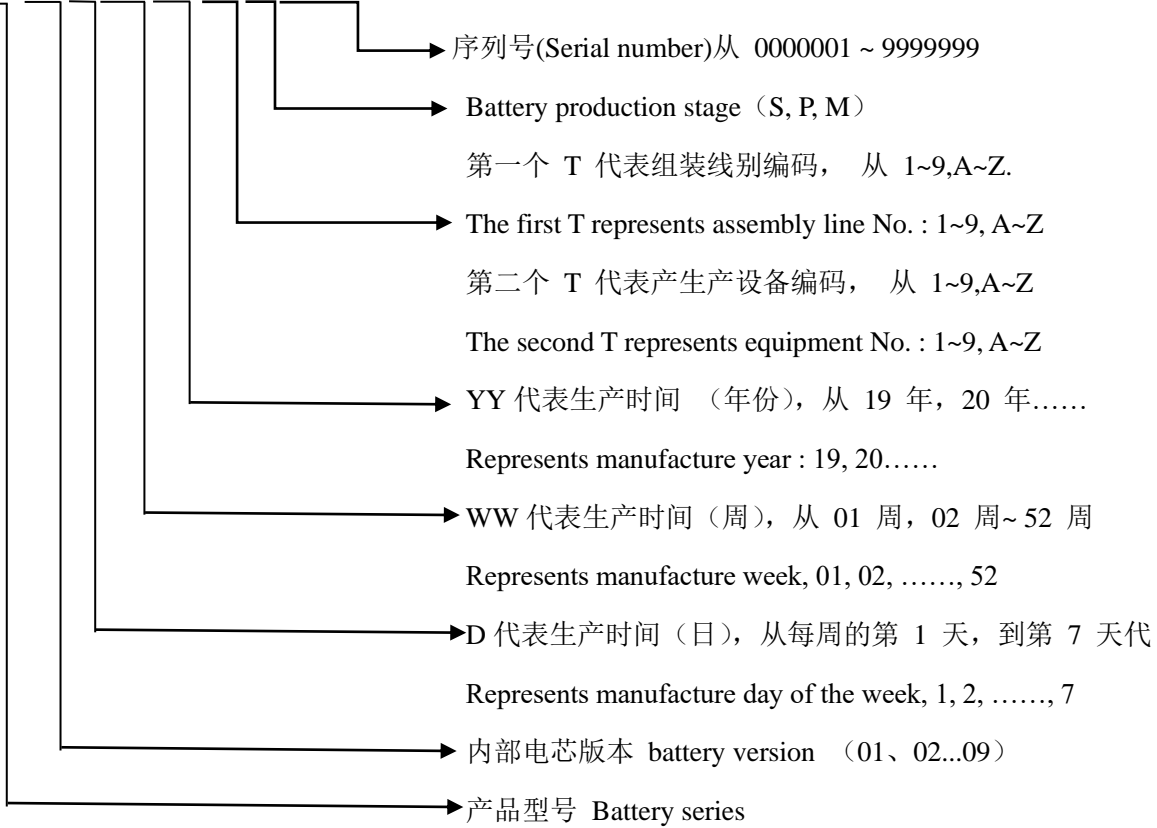 序列号(Serial number)从 0000001 ~ 9999999
Battery production stage（S, P, M）
第一个 T 代表组装线别编码， 从 1~9,A~Z.
The first T represents assembly line No. : 1~9, A~Z
第二个 T 代表产生产设备编码， 从 1~9,A~Z
The second T represents equipment No. : 1~9, A~Z
YY 代表生产时间 （年份），从 19 年，20 年……
Represents manufacture year : 19, 20……
WW 代表生产时间（周），从 01 周，02 周~ 52 周
Represents manufacture week, 01, 02, ……, 52
D 代表生产时间（日），从每周的第 1 天，到第 7 天代
Represents manufacture day of the week, 1, 2, ……, 7
内部电芯版本 battery version （01、02...09）
产品型号 Battery series